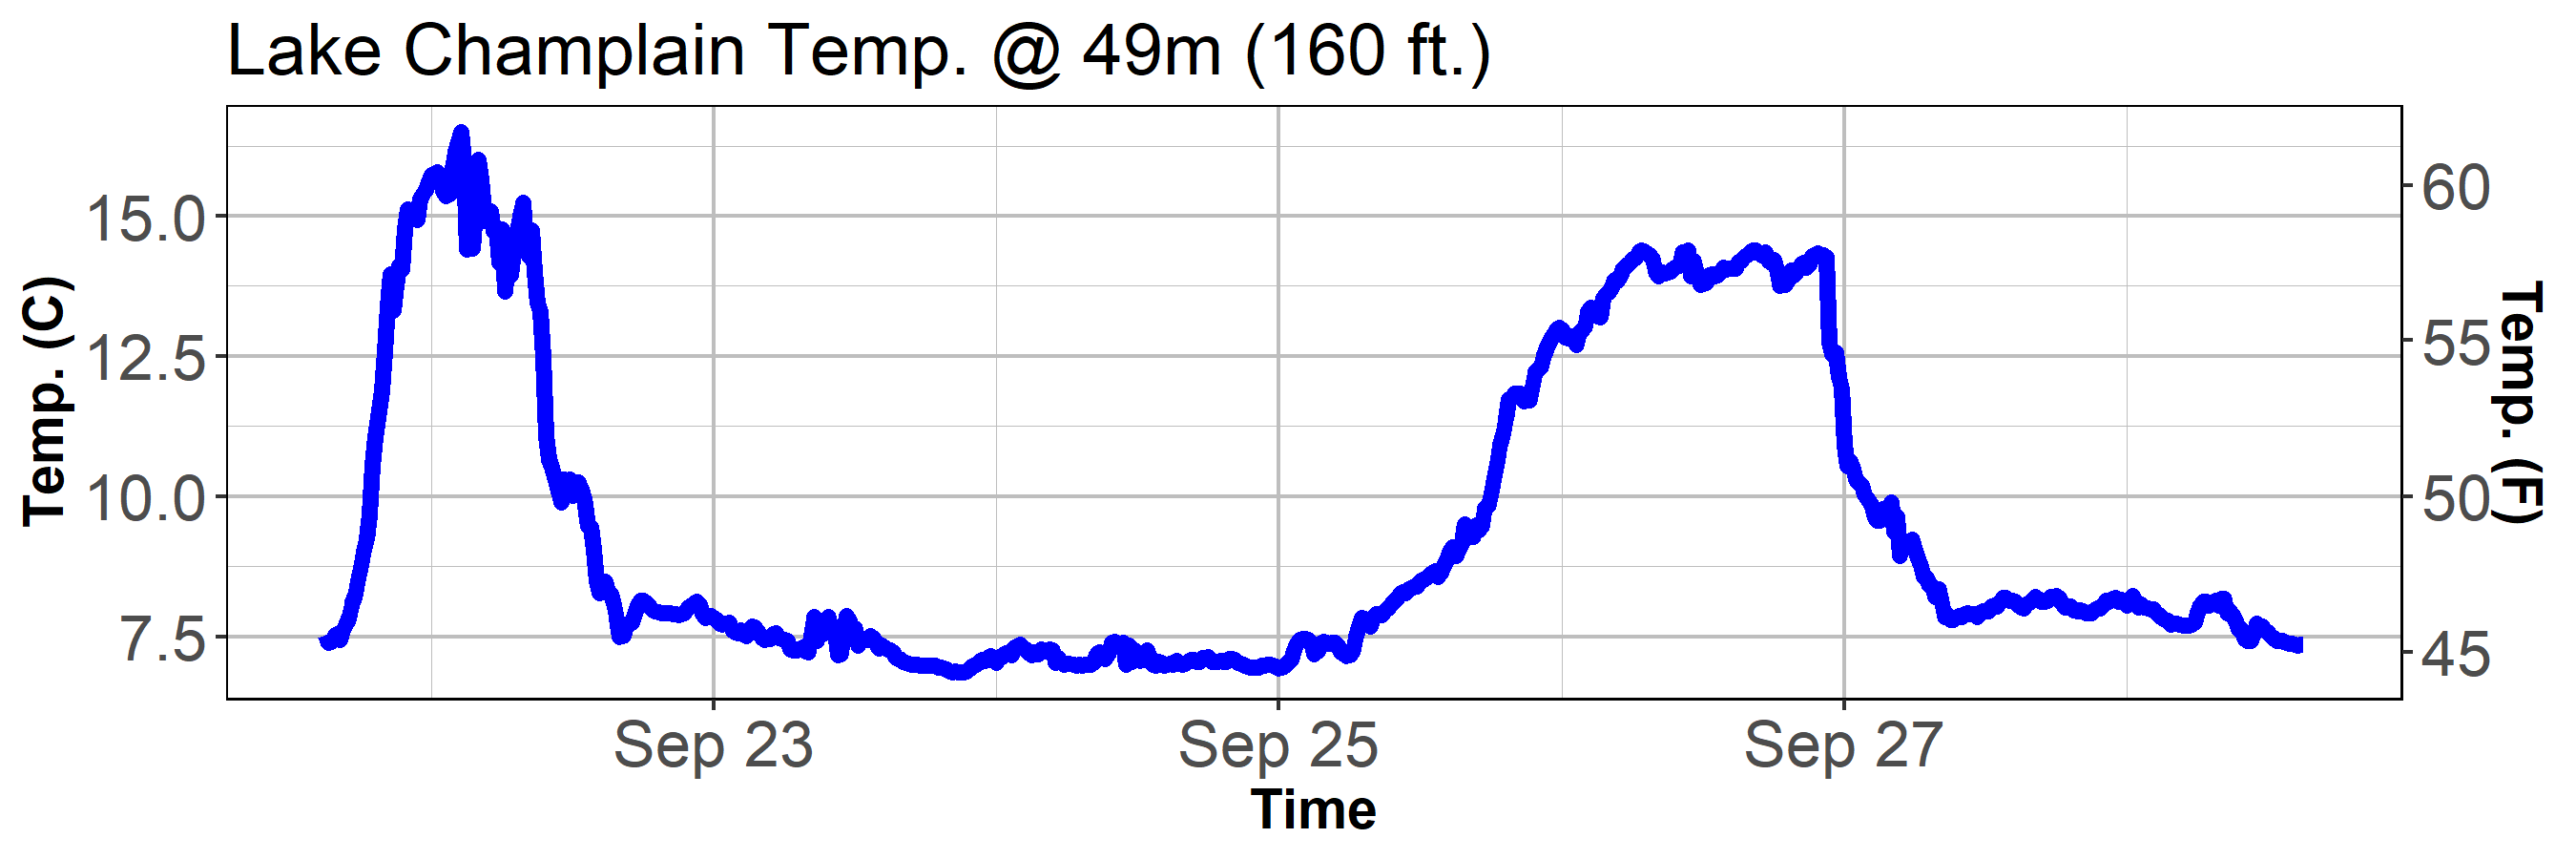 Lake Champlain Temp. @ 49m (160 ft.)
Temp. (C)
15.0
12.5
10.0
7.5
60
55
50
45
Temp. (F)
Sep 23 Sep 25 Sep 27
Time